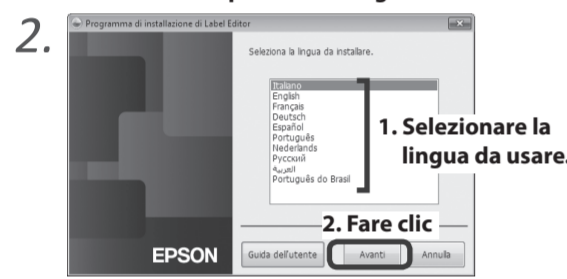 2.
Programma di installazione di Label Editor
Seleziona la lingua da installare.
Italiano
English
Français
Deutsch
Español
Português
Nederlands
Русский
العربية
Português do Brasil
1. Selezionare la
lingua da usare.
2. Fare clic
EPSON
Guida dell'utente
Avanti
Annulla